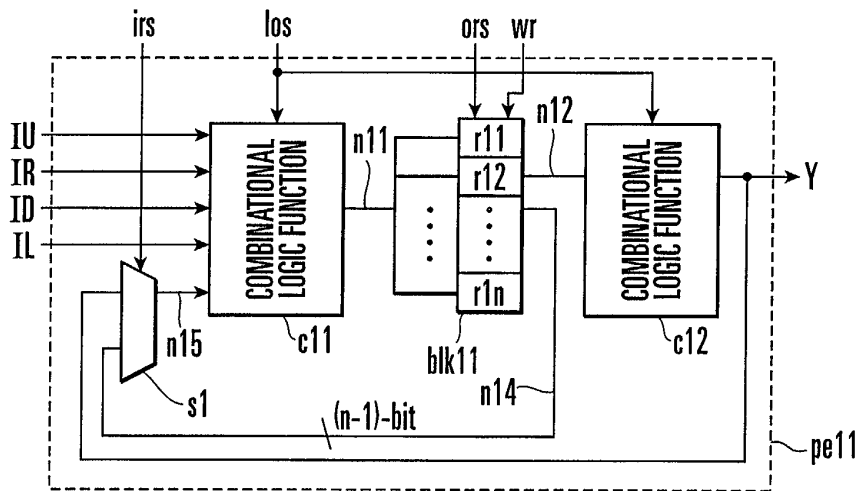 irs
los
ors
wr
IU
IR
ID
IL
COMBINATIONAL
LOGIC FUNCTION
n11
r11
r12
r1n
n12
COMBINATIONAL
LOGIC FUNCTION
Y
n15
c11
blk11
c12
s1
n14
(n-1)-bit
pe11